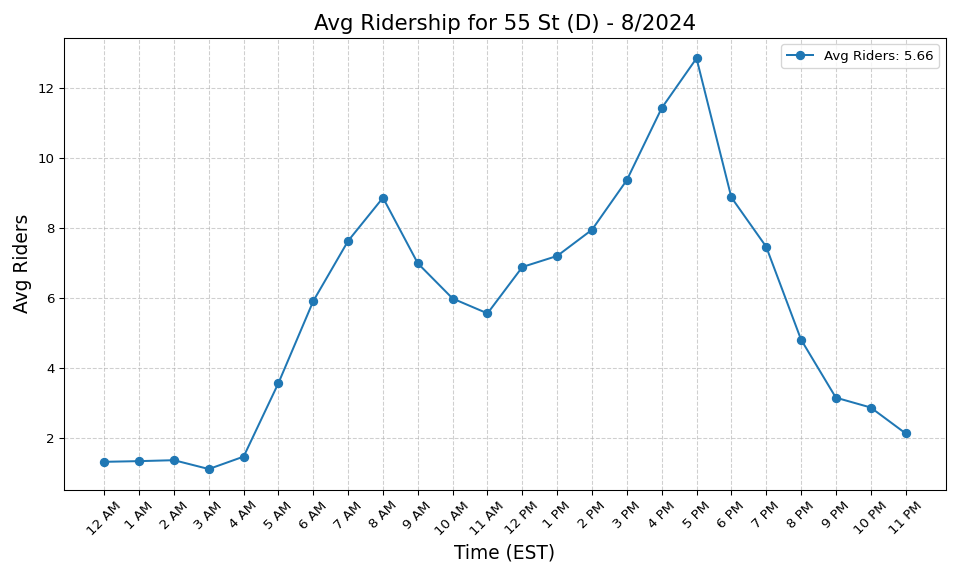 Avg Ridership for 55 St (D) - 8/2024
Avg Riders: 5.66
Avg Riders
12
10
8
6
4
2
12 AM
1 AM
2 AM
3 AM
4 AM
5 AM
6 AM
7 AM
8 AM
9 AM
10 AM
11 AM
12 PM
1 PM
2 PM
3 PM
4 PM
5 PM
6 PM
7 PM
8 PM
9 PM
10 PM
11 PM
Time (EST)